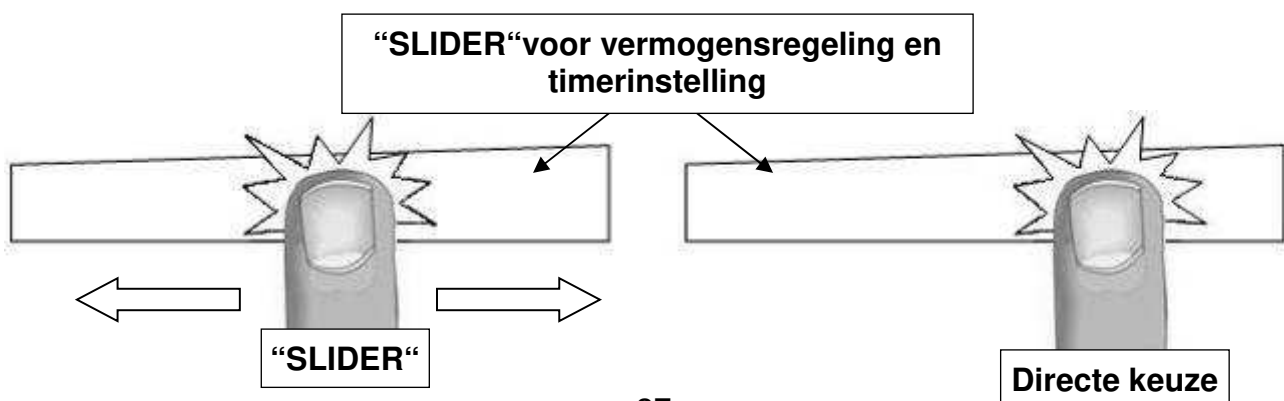 “SLIDER“voor vermogensregeling en
timerinstelling
“SLIDER“
Directe keuze